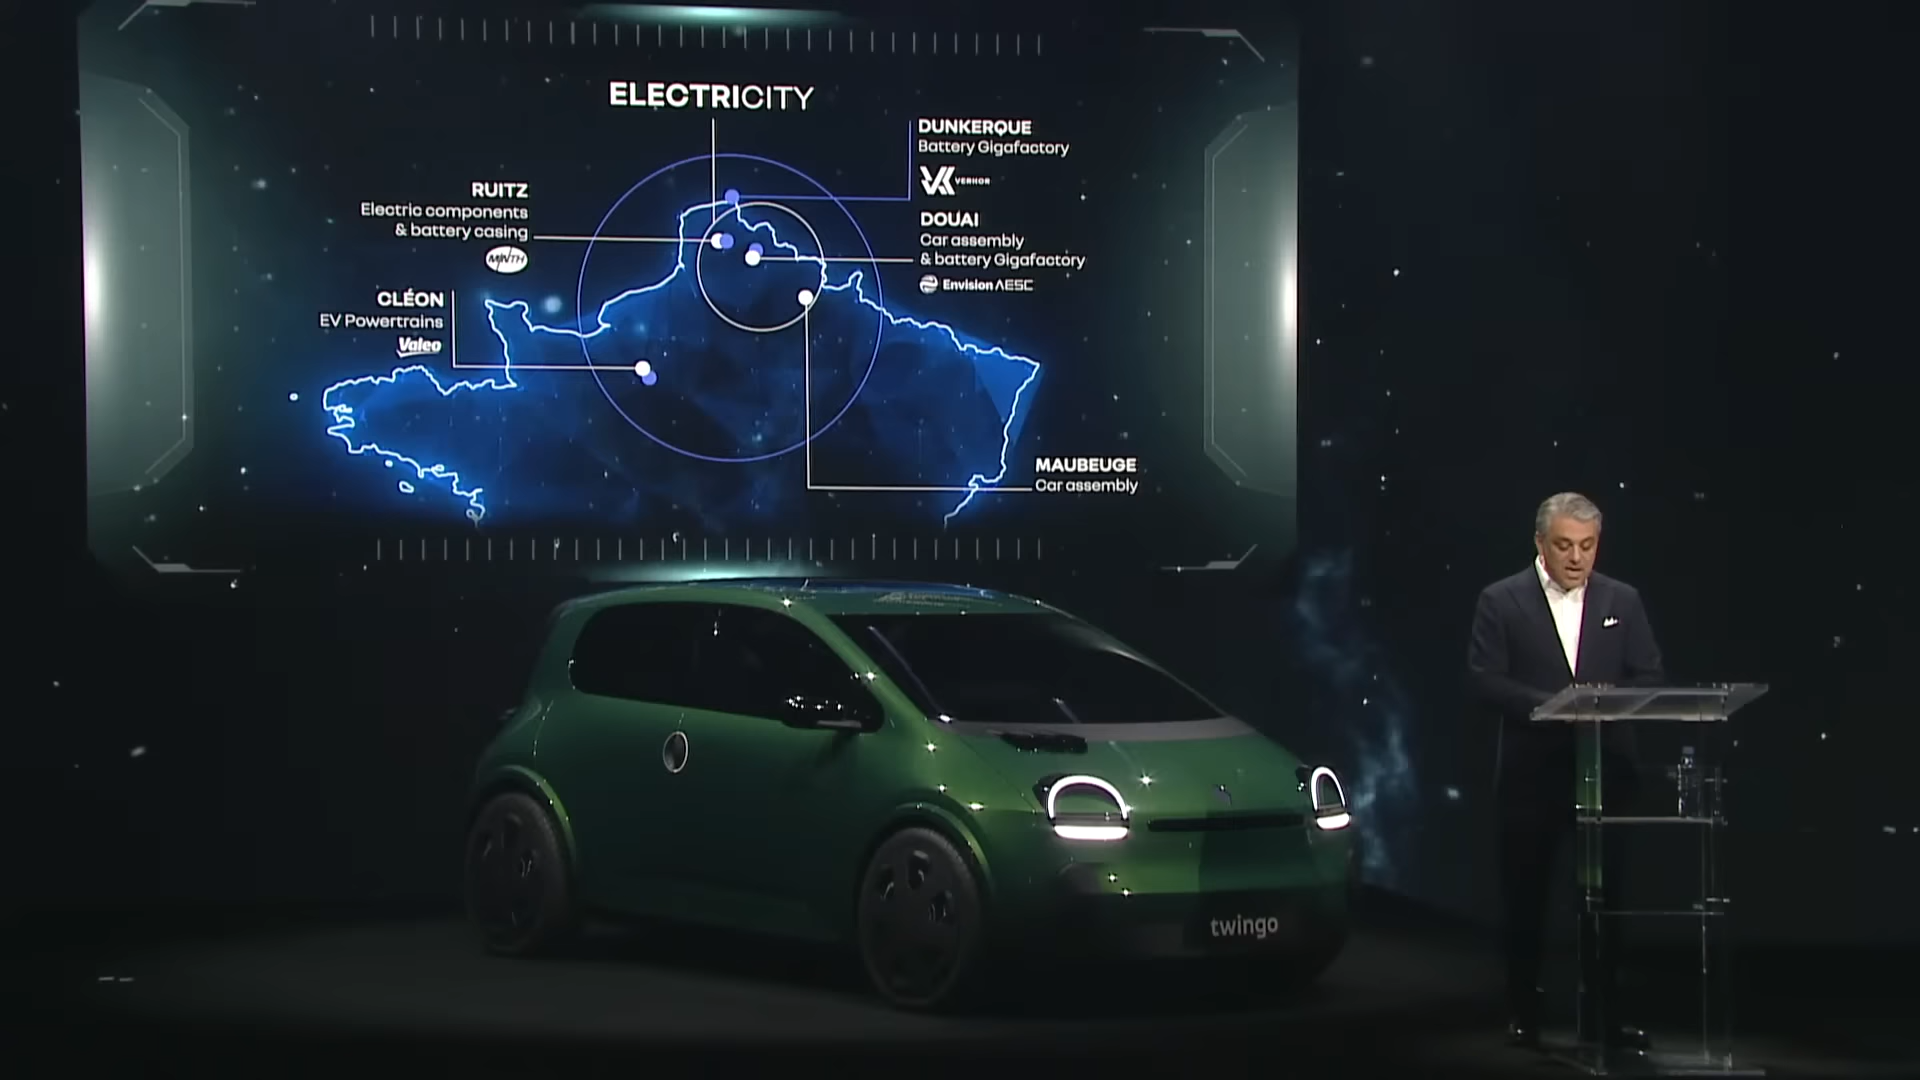 ELECTRICITY
DUNKERQUE
Battery Gigafactory
VERKOR
RUITZ
Electric components
& battery casing
MINTH
DOUAI
Car assembly
& battery Gigafactory
Envision AESC
CLÉON
EV Powertrains
Valeo
MAUBEUGE
Car assembly
twingo